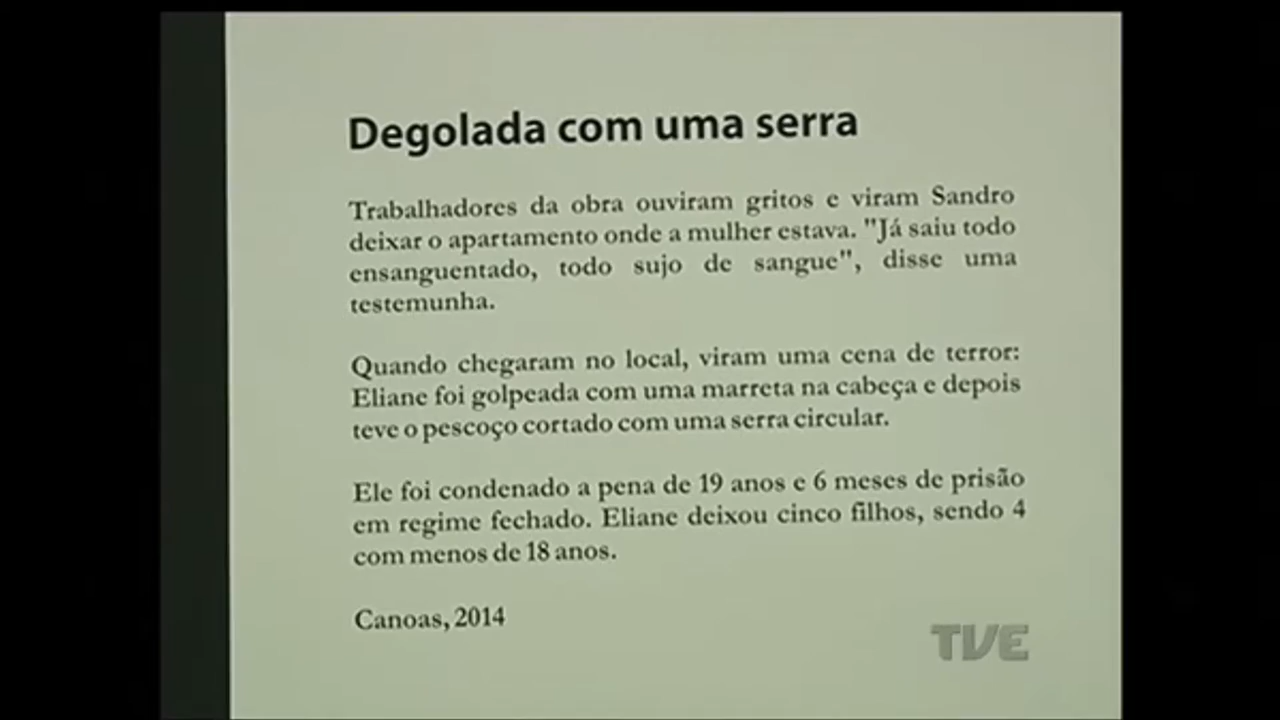 Degolada com uma serra
Trabalhadores da obra ouviram gritos e viram Sandro
deixar o apartamento onde a mulher estava. "Já saiu todo
ensanguentado, todo sujo de sangue", disse uma
testemunha.
Quando chegaram no local, viram uma cena de terror:
Eliane foi golpeada com uma marreta na cabeça e depois
teve o pescoço cortado com uma serra circular.
Ele foi condenado a pena de 19 anos e 6 meses de prisão
em regime fechado. Eliane deixou cinco filhos, sendo 4
com menos de 18 anos.
Canoas, 2014
TVE